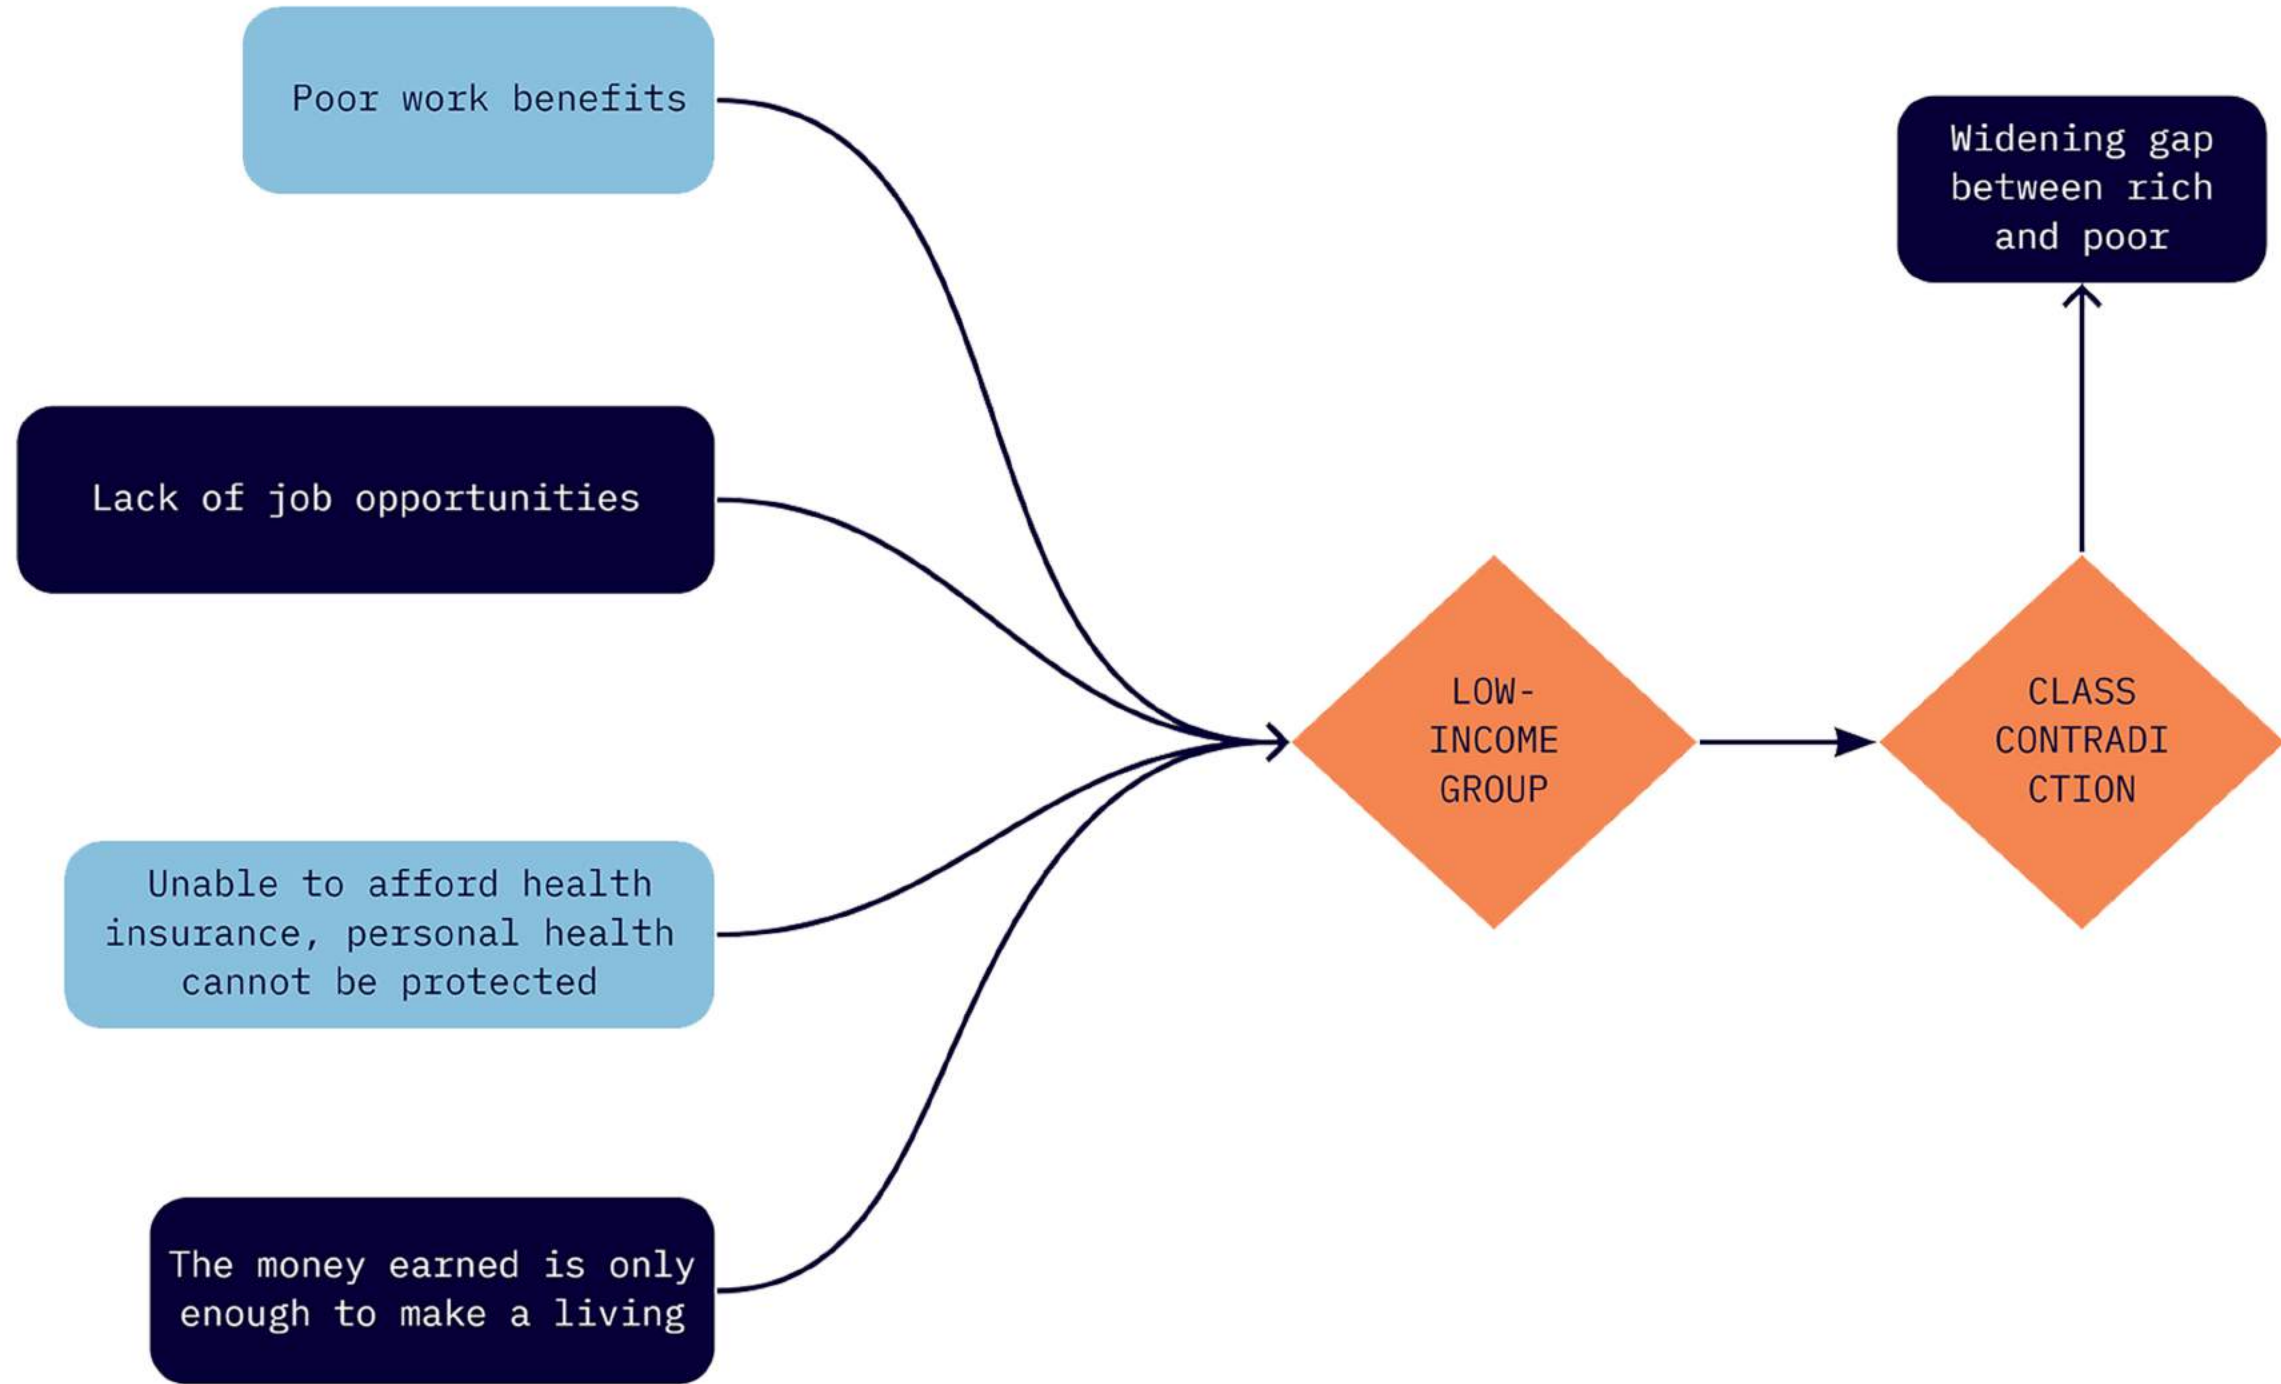 Poor work benefits
Lack of job opportunities
Unable to afford health
insurance, personal health
cannot be protected
The money earned is only
enough to make a living
LOW-
INCOME
GROUP
CLASS
CONTRADI
CTION
Widening gap
between rich
and poor